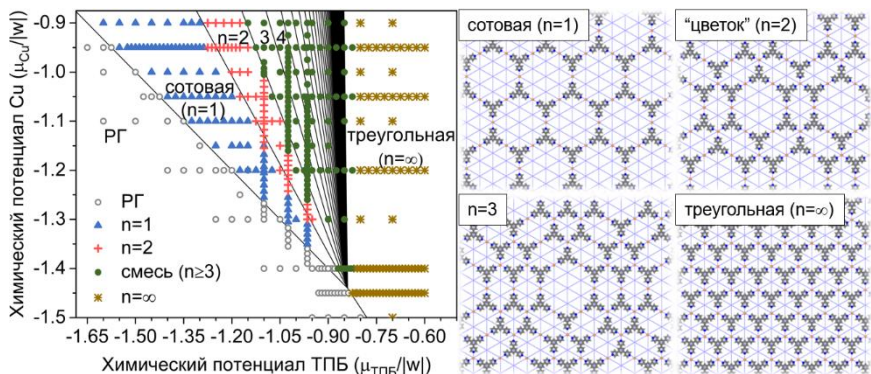 Химический потенциал Cu (μCu/|w|)
-0.9
-1.0
-1.1
-1.2
-1.3
-1.4
-1.5
n=2 3 4
сотовая
(n=1)
РГ
треугольная
(n=∞)
РГ
n=1
n=2
смесь (n≥3)
n=∞
-1.65 -1.50 -1.35 -1.20 -1.05 -0.90 -0.75 -0.60
Химический потенциал ТПБ (μТПБ/|w|)
сотовая (n=1)
"цветок" (n=2)
n=3
треугольная (n=∞)